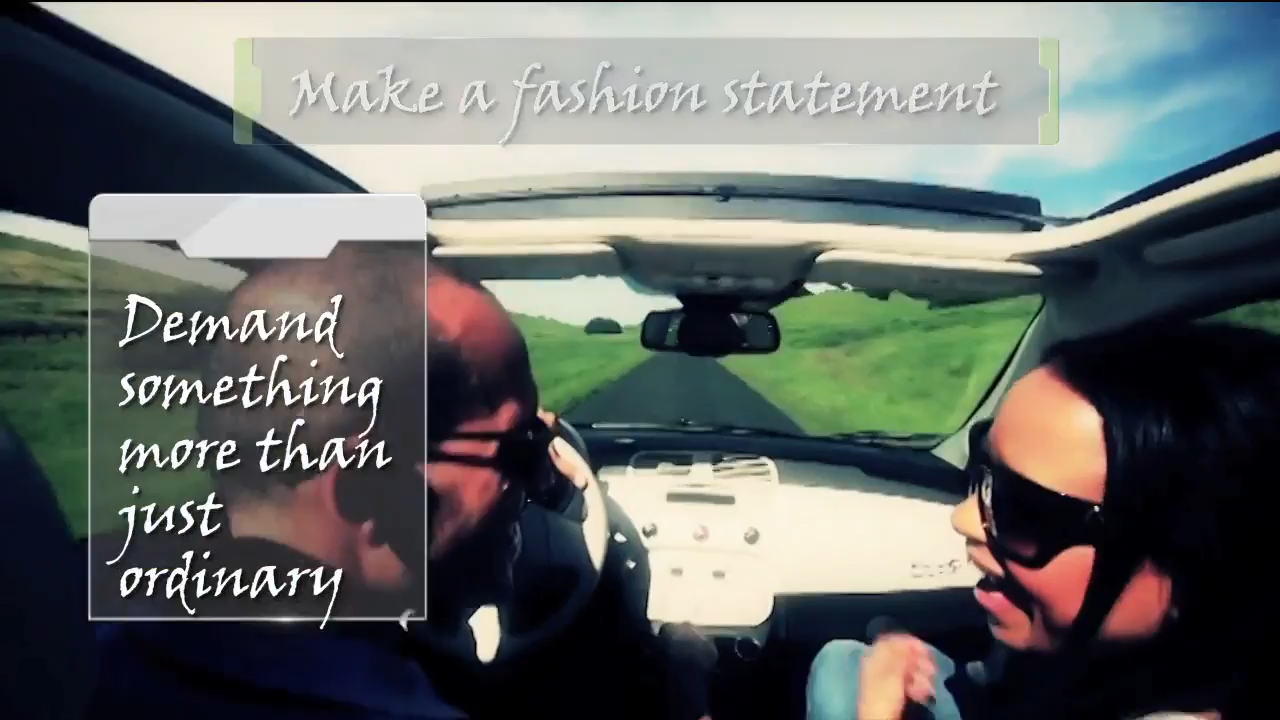 Make a fashion statement
Demand
something
more than
just
ordinary